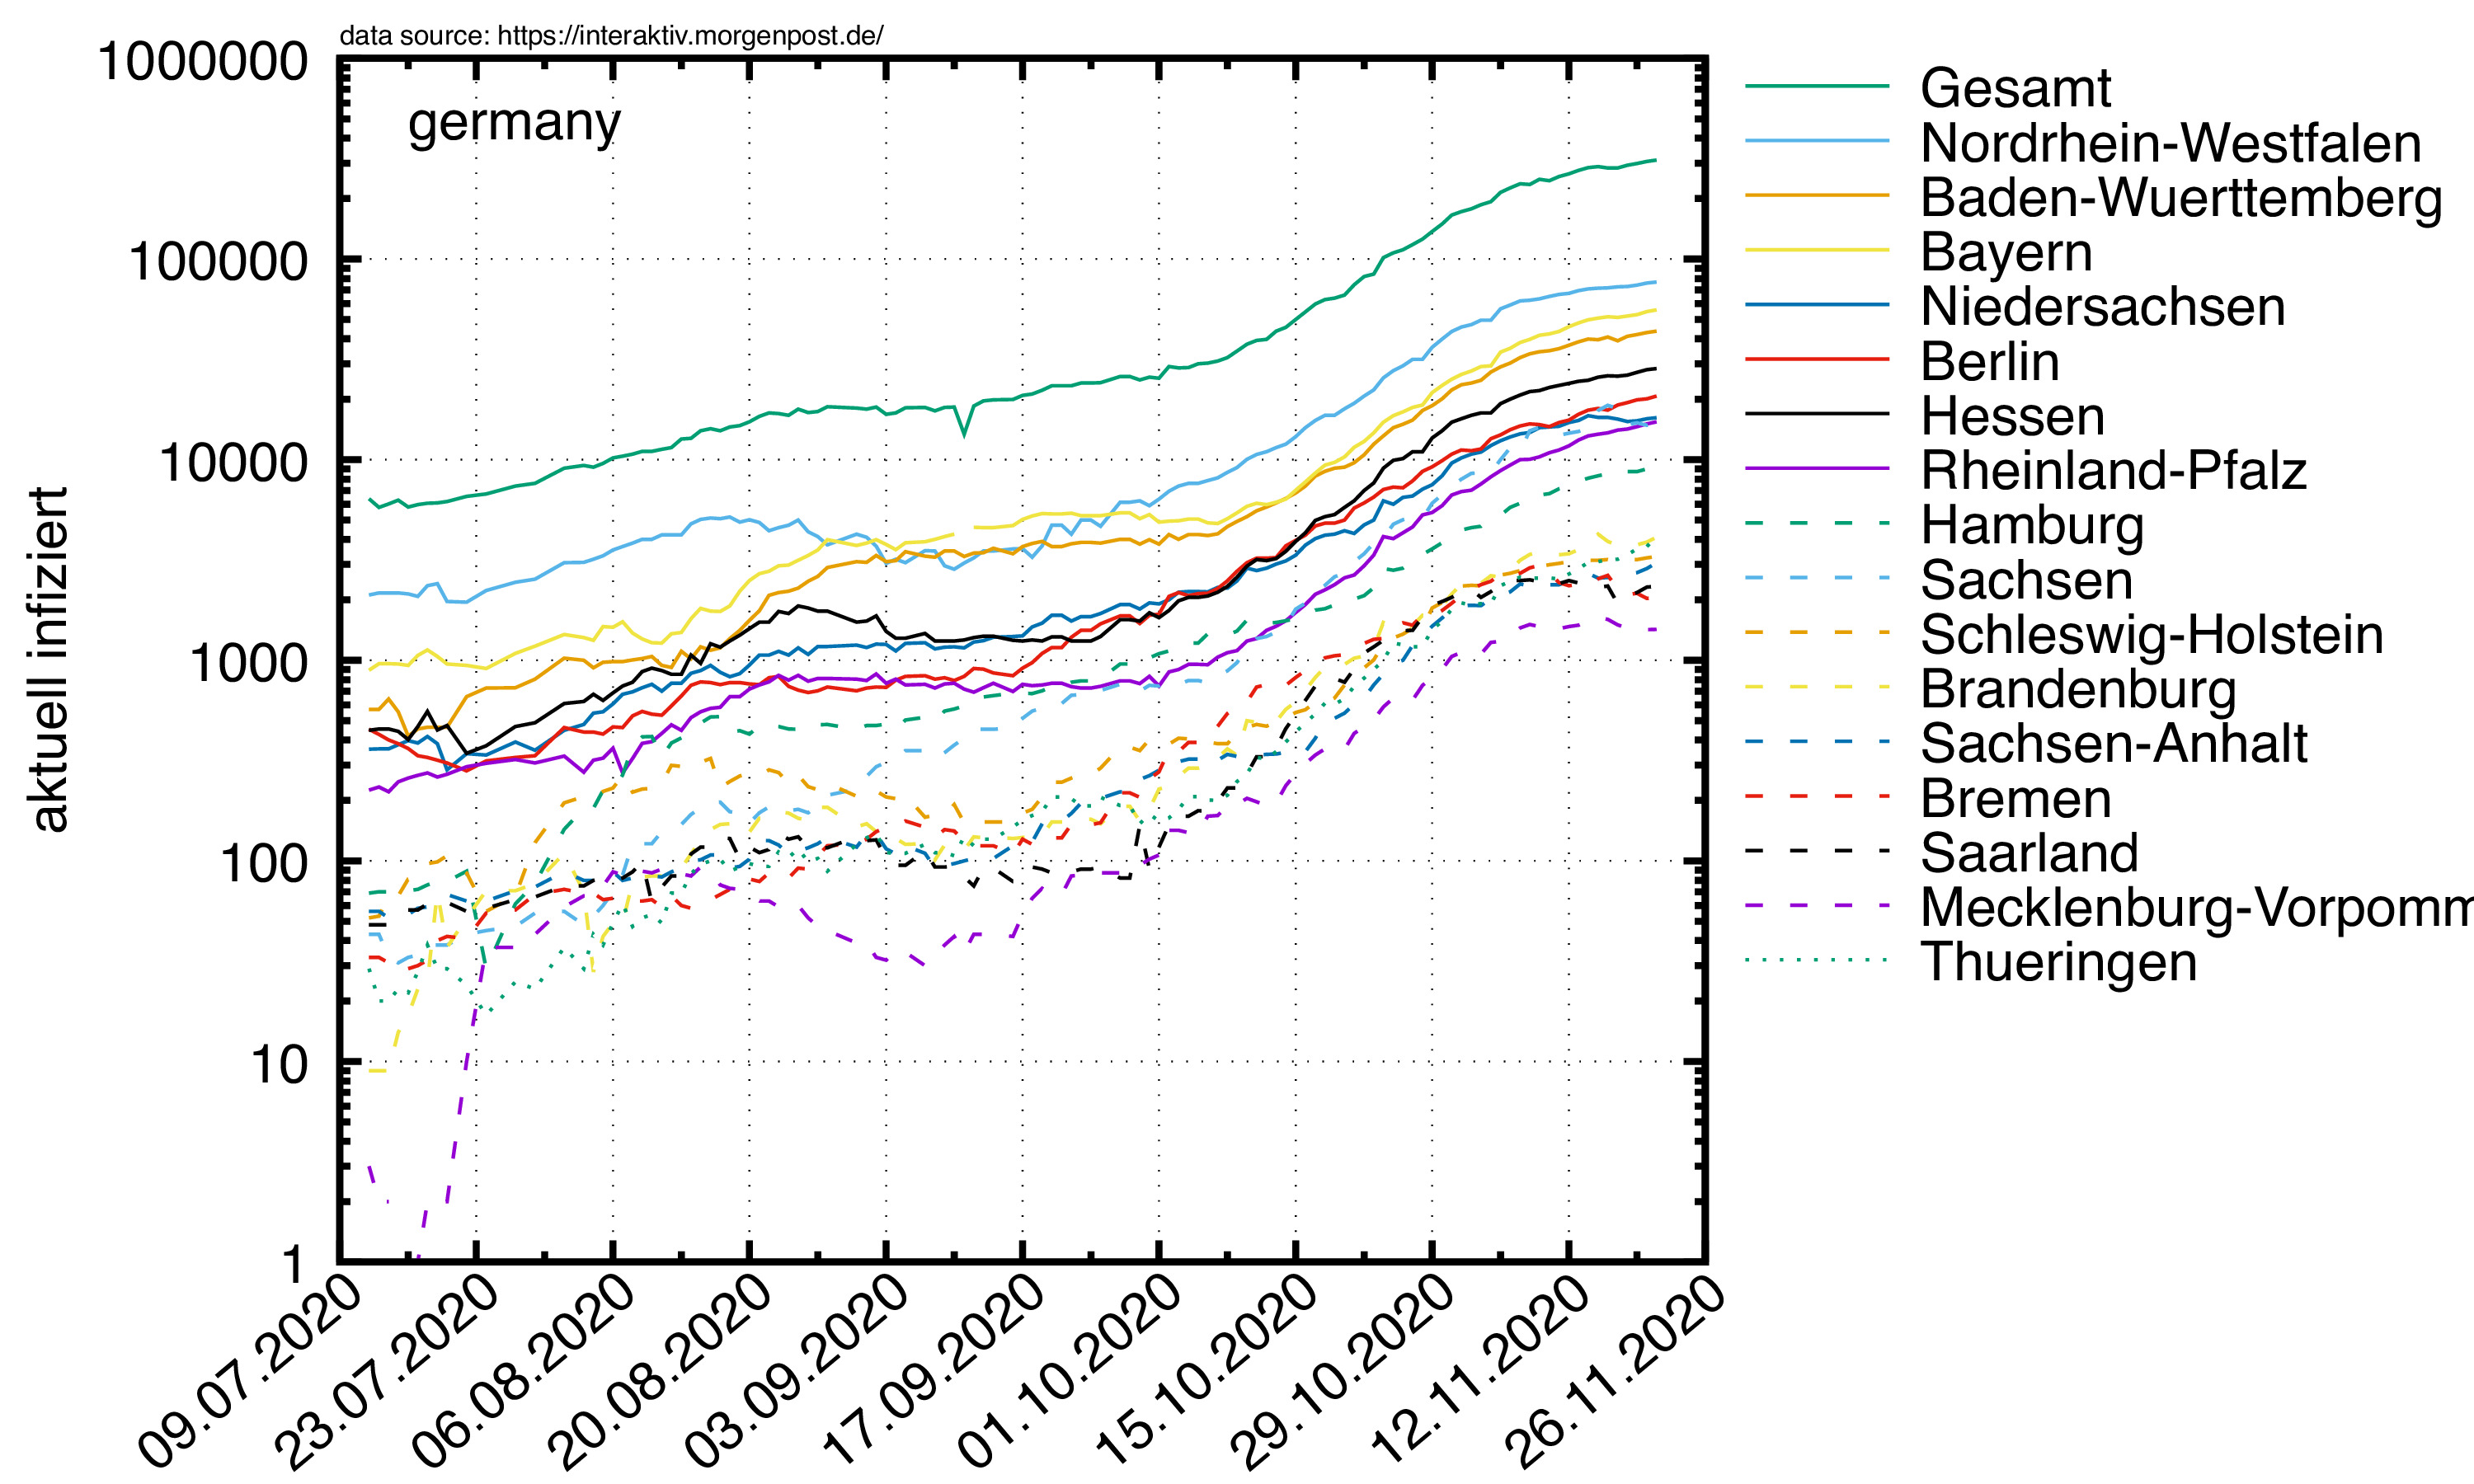 data source: https://interaktiv.morgenpost.de/
germany
aktuell infiziert
1000000
100000
10000
1000
100
10
1
09.07.2020
23.07.2020
06.08.2020
20.08.2020
03.09.2020
17.09.2020
01.10.2020
15.10.2020
29.10.2020
12.11.2020
26.11.2020
Gesamt
Nordrhein-Westfalen
Baden-Wuerttemberg
Bayern
Niedersachsen
Berlin
Hessen
Rheinland-Pfalz
Hamburg
Sachsen
Schleswig-Holstein
Brandenburg
Sachsen-Anhalt
Bremen
Saarland
Mecklenburg-Vorpomm
Thueringen